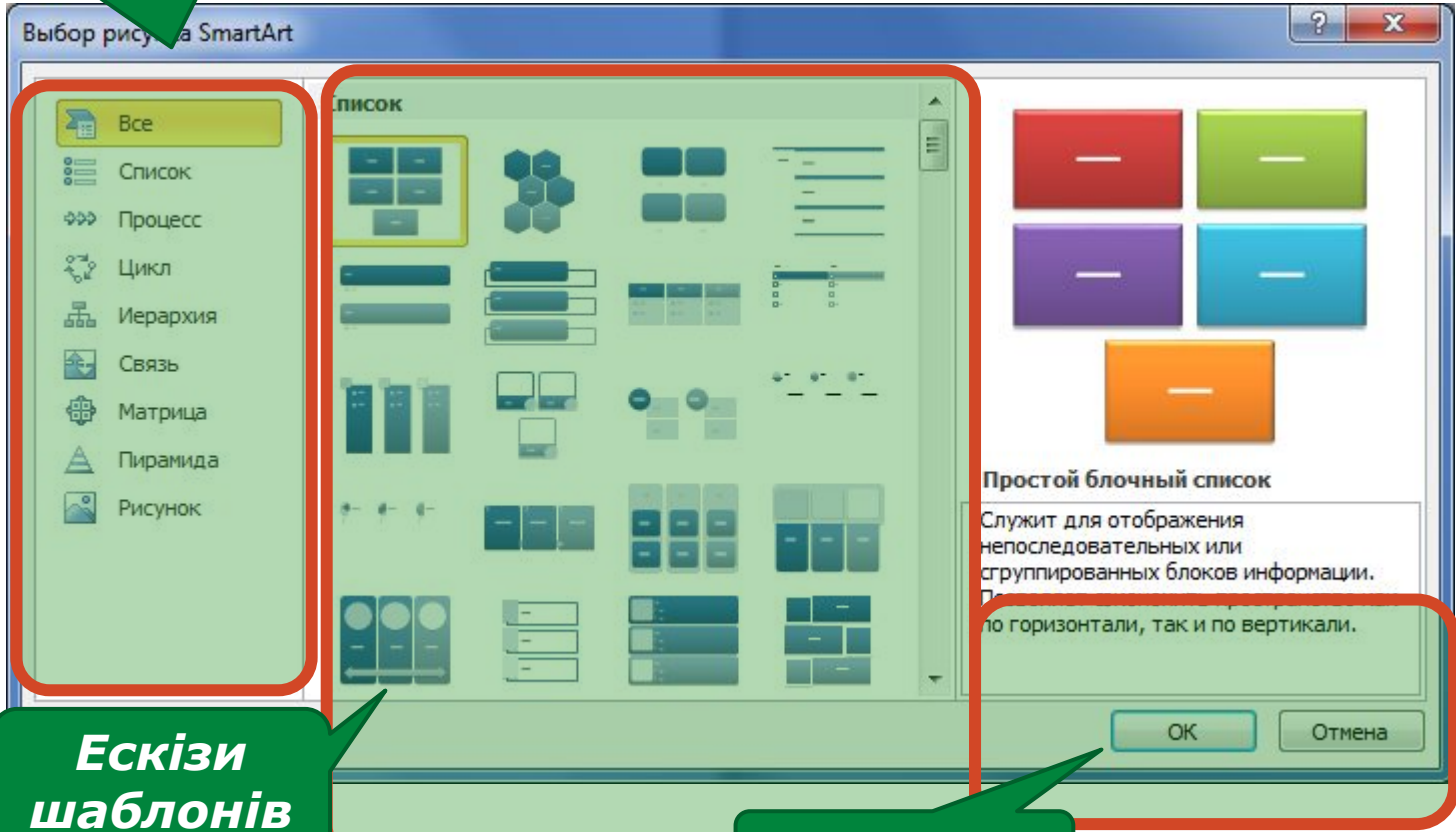 Выбор рисунка SmartArt
Все
Список
Процесс
Цикл
Иерархия
Связь
Матрица
Пирамида
Рисунок
Список
Простой блочный список
Служит для отображения
непоследовательных или
сгруппированных блоков информации.
по горизонтали, так и по вертикали.
OK
Отмена
Ескізи
шаблонів